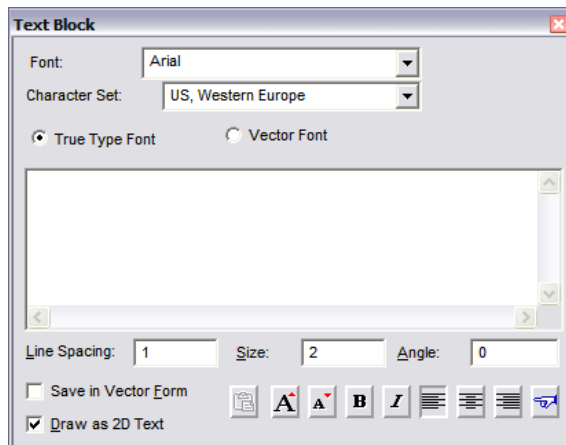 Text Block
Font: Arial
Character Set: US, Western Europe
True Type Font Vector Font
Line Spacing: 1 Size: 2 Angle: 0
Save in Vector Form
A A B I
Draw as 2D Text